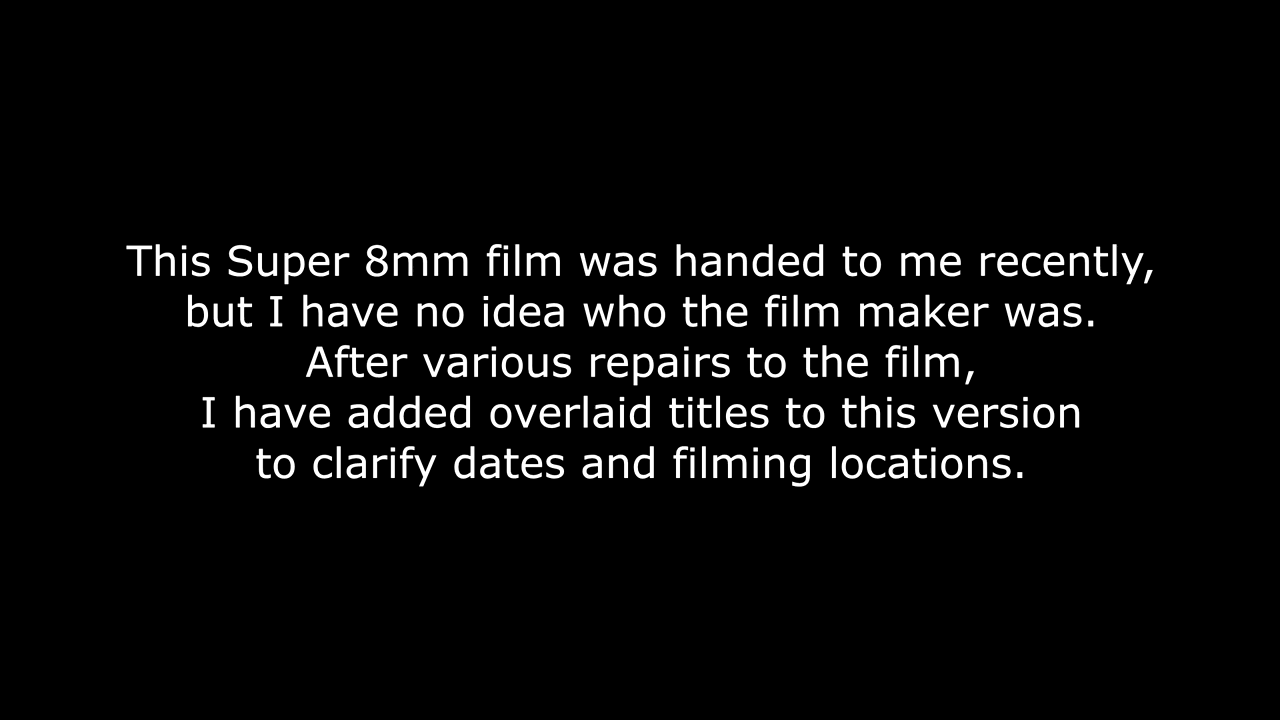 This Super 8mm film was handed to me recently,
but I have no idea who the film maker was.
After various repairs to the film,
I have added overlaid titles to this version
to clarify dates and filming locations.